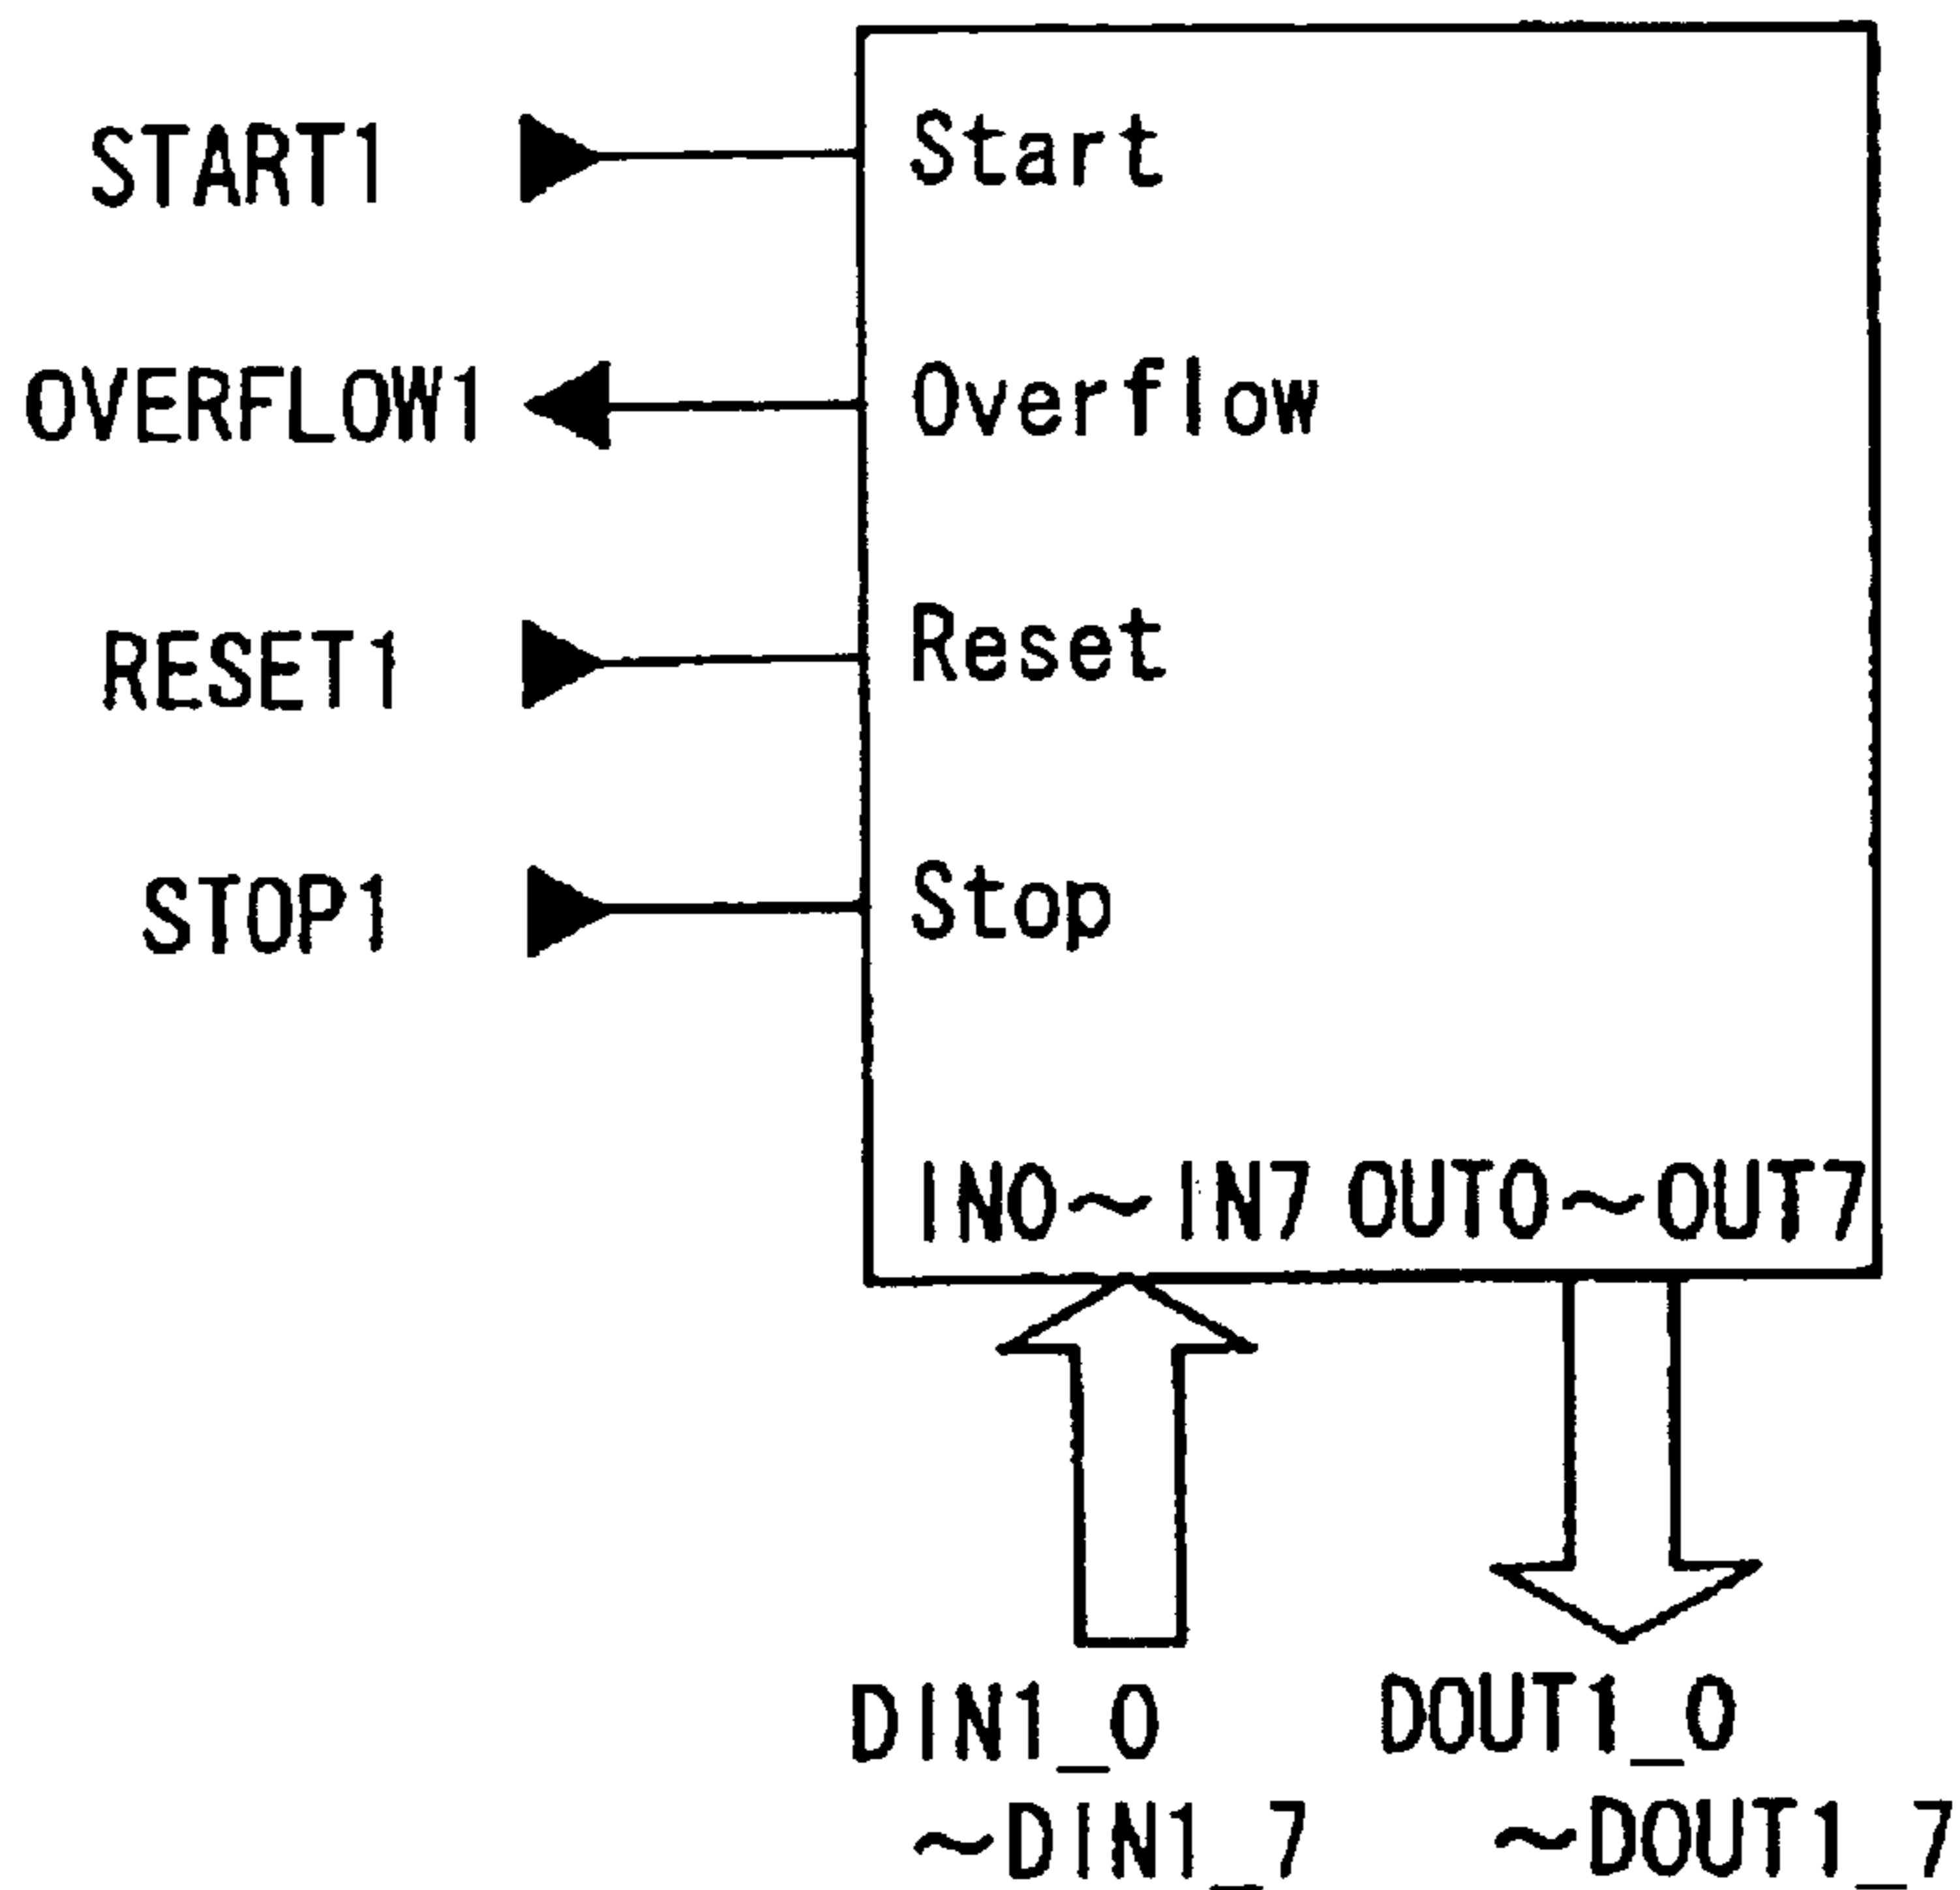 START1 Start
OVERFLOW1 Overflow
RESET1 Reset
STOP1 Stop
IN0~IN7 OUT0~OUT7
DIN1_0 DOUT1_0
~DIN1_7 ~DOUT1_7